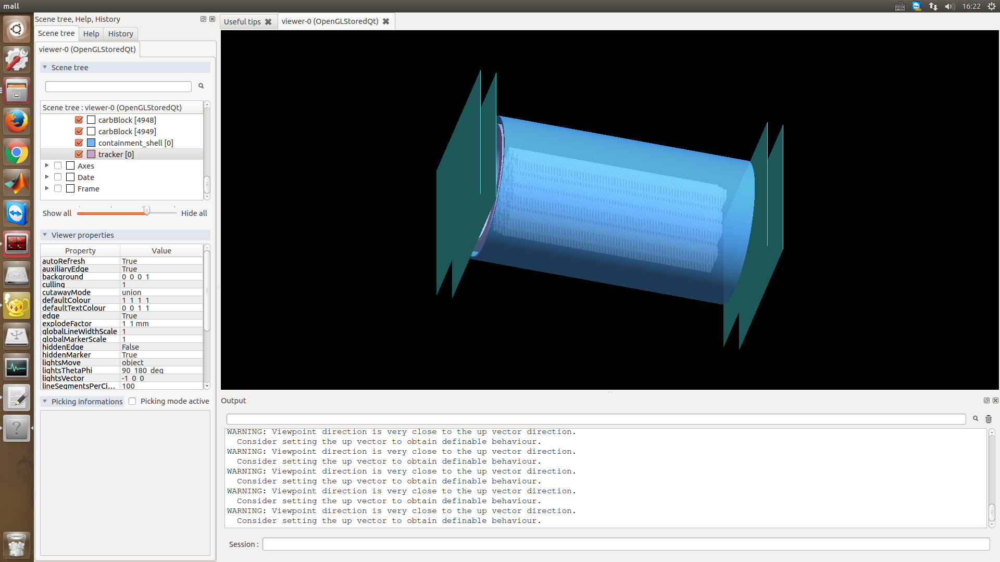 mall
16:22
Scene tree, Help, History
Scene tree
Help
History
viewer-0 (OpenGLStoredQt)
Scene tree
Scene tree : viewer-0 (OpenGLStoredQt)
carbBlock [4948]
carbBlock [4949]
containment_shell [0]
tracker [0]
Axes
Date
Frame
Show all
Hide all
Viewer properties
Property Value
autoRefresh True
auxiliaryEdge True
background 0 0 0 1
culling 1
cutawayMode union
defaultColour 1 1 1 1
defaultTextColour 0 0 1 1
edge True
explodeFactor 1 1 mm
globalLineWidthScale 1
globalMarkerScale 1
hiddenEdge False
hiddenMarker True
lightsMove object
lightsThetaPhi 90 180 deg
lightsVector -1 0 0
lineSegmentsPerCi... 100
Picking informations
Picking mode active
Useful tips
viewer-0 (OpenGLStoredQt)
Output
WARNING: Viewpoint direction is very close to the up vector direction.
Consider setting the up vector to obtain definable behaviour.
WARNING: Viewpoint direction is very close to the up vector direction.
Consider setting the up vector to obtain definable behaviour.
WARNING: Viewpoint direction is very close to the up vector direction.
Consider setting the up vector to obtain definable behaviour.
WARNING: Viewpoint direction is very close to the up vector direction.
Consider setting the up vector to obtain definable behaviour.
WARNING: Viewpoint direction is very close to the up vector direction.
Consider setting the up vector to obtain definable behaviour.
Session :